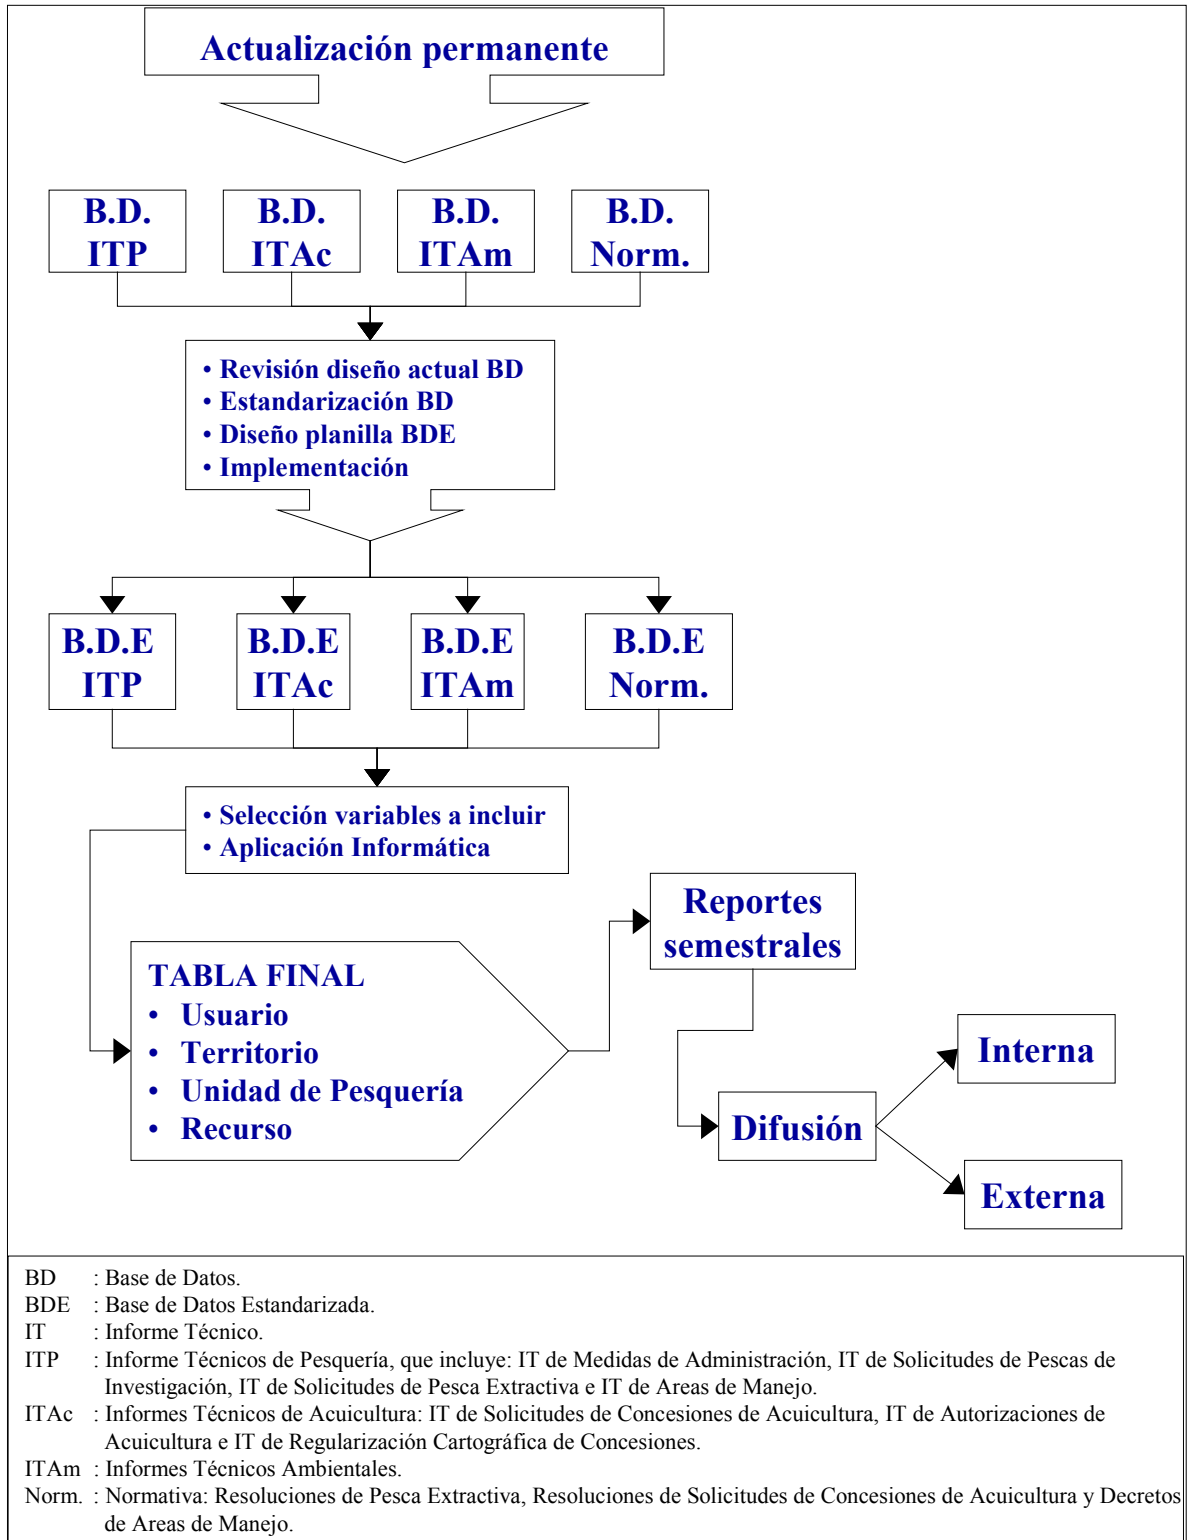 Actualización permanente
B.D. ITP
B.D. ITAc
B.D. ITAm
B.D. Norm.
• Revisión diseño actual BD
• Estandarización BD
• Diseño planilla BDE
• Implementación
B.D.E ITP
B.D.E ITAc
B.D.E ITAm
B.D.E Norm.
• Selección variables a incluir
• Aplicación Informática
TABLA FINAL
• Usuario
• Territorio
• Unidad de Pesquería
• Recurso
Reportes
semestrales
Difusión
Interna
Externa
BD : Base de Datos.
BDE : Base de Datos Estandarizada.
IT : Informe Técnico.
ITP : Informe Técnicos de Pesquería, que incluye: IT de Medidas de Administración, IT de Solicitudes de Pescas de
Investigación, IT de Solicitudes de Pesca Extractiva e IT de Areas de Manejo.
ITAc : Informes Técnicos de Acuicultura: IT de Solicitudes de Concesiones de Acuicultura, IT de Autorizaciones de
Acuicultura e IT de Regularización Cartográfica de Concesiones.
ITAm : Informes Técnicos Ambientales.
Norm. : Normativa: Resoluciones de Pesca Extractiva, Resoluciones de Solicitudes de Concesiones de Acuicultura y Decretos
de Areas de Manejo.